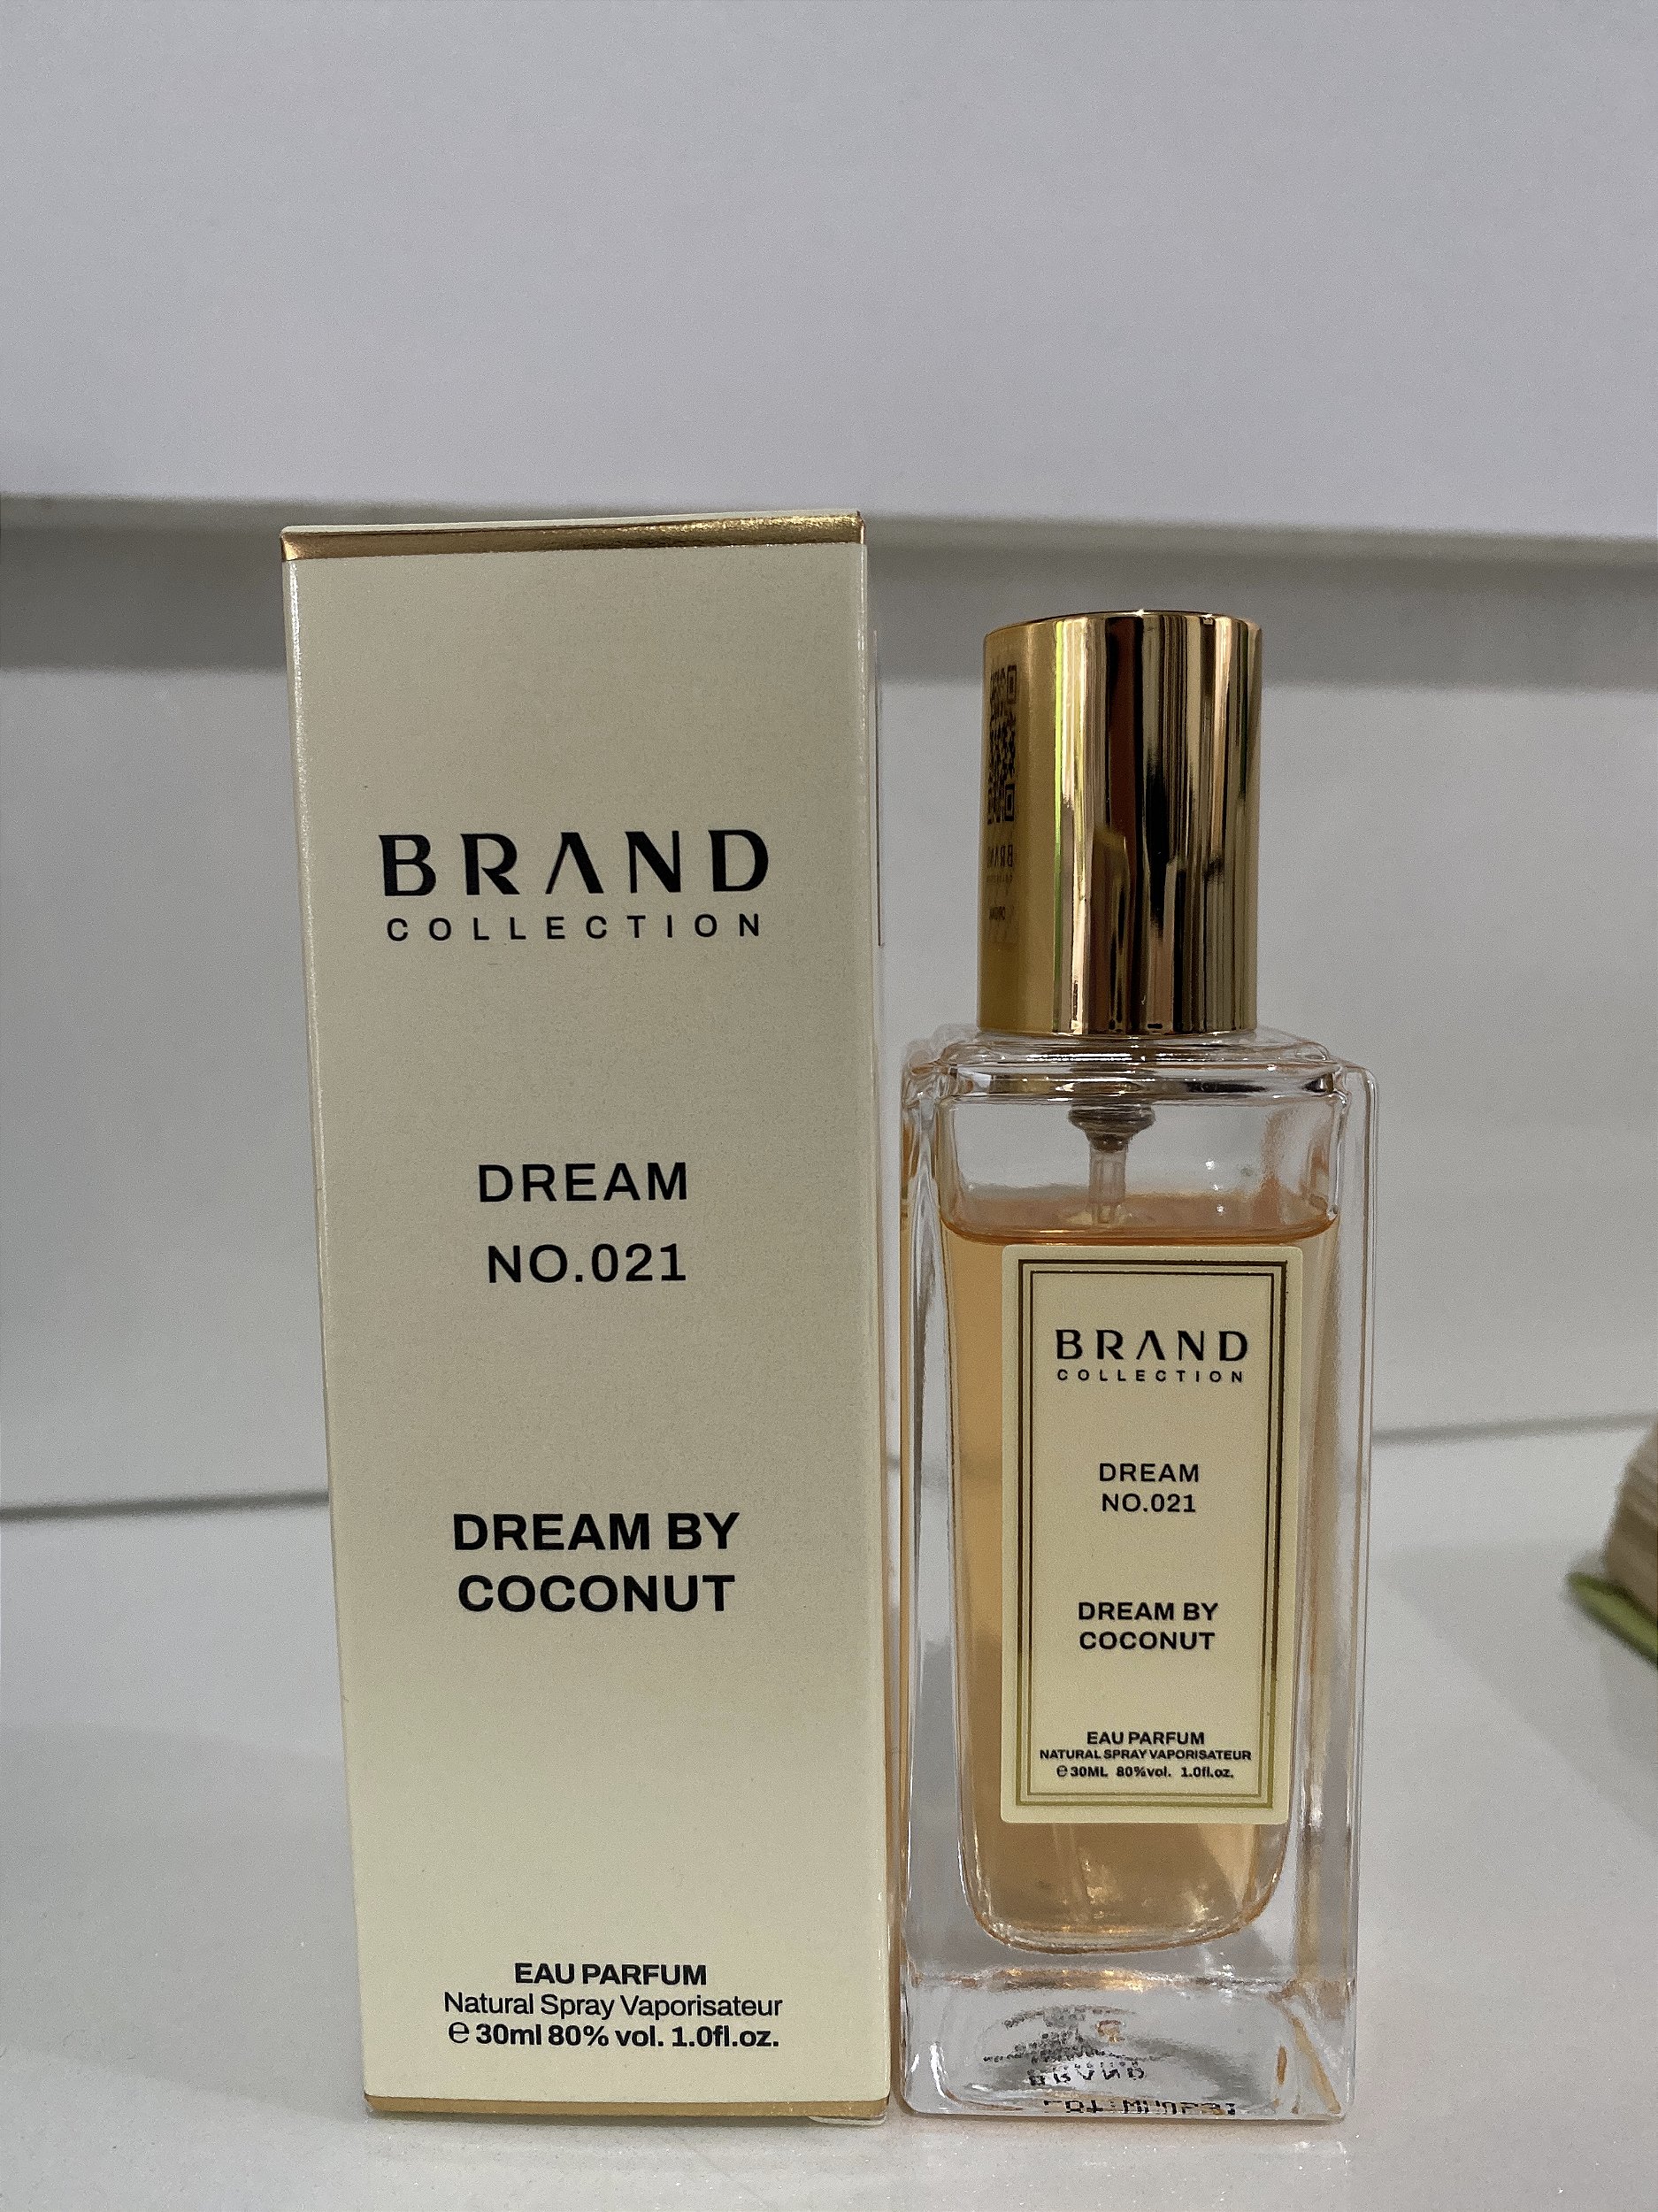 BRAND
COLLECTION
DREAM
NO.021
DREAM BY
COCONUT
EAU PARFUM
Natural Spray Vaporisateur
℮ 30ml 80% vol. 1.0fl.oz.
BRAND
COLLECTION
DREAM
NO.021
DREAM BY
COCONUT
EAU PARFUM
NATURAL SPRAY VAPORISATEUR
℮ 30ML 80%vol. 1.0fl.oz.
BRAND